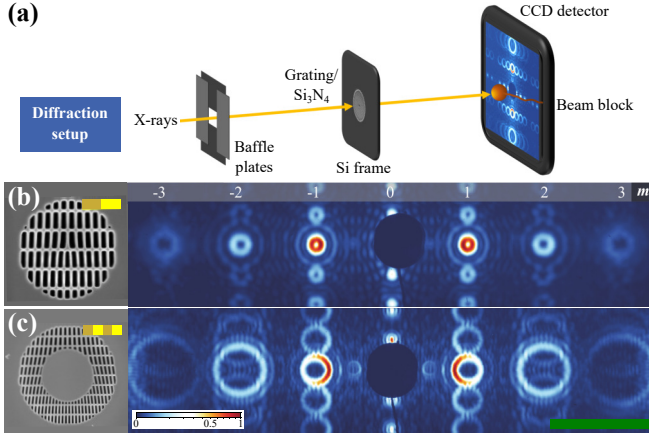 (a)
CCD detector
Grating/
Si₃N₄
Diffraction
setup
X-rays
Beam block
Baffle
plates
Si frame
(b)
-3 -2 -1 0 1 2 3 m
(c)
0 0.5 1